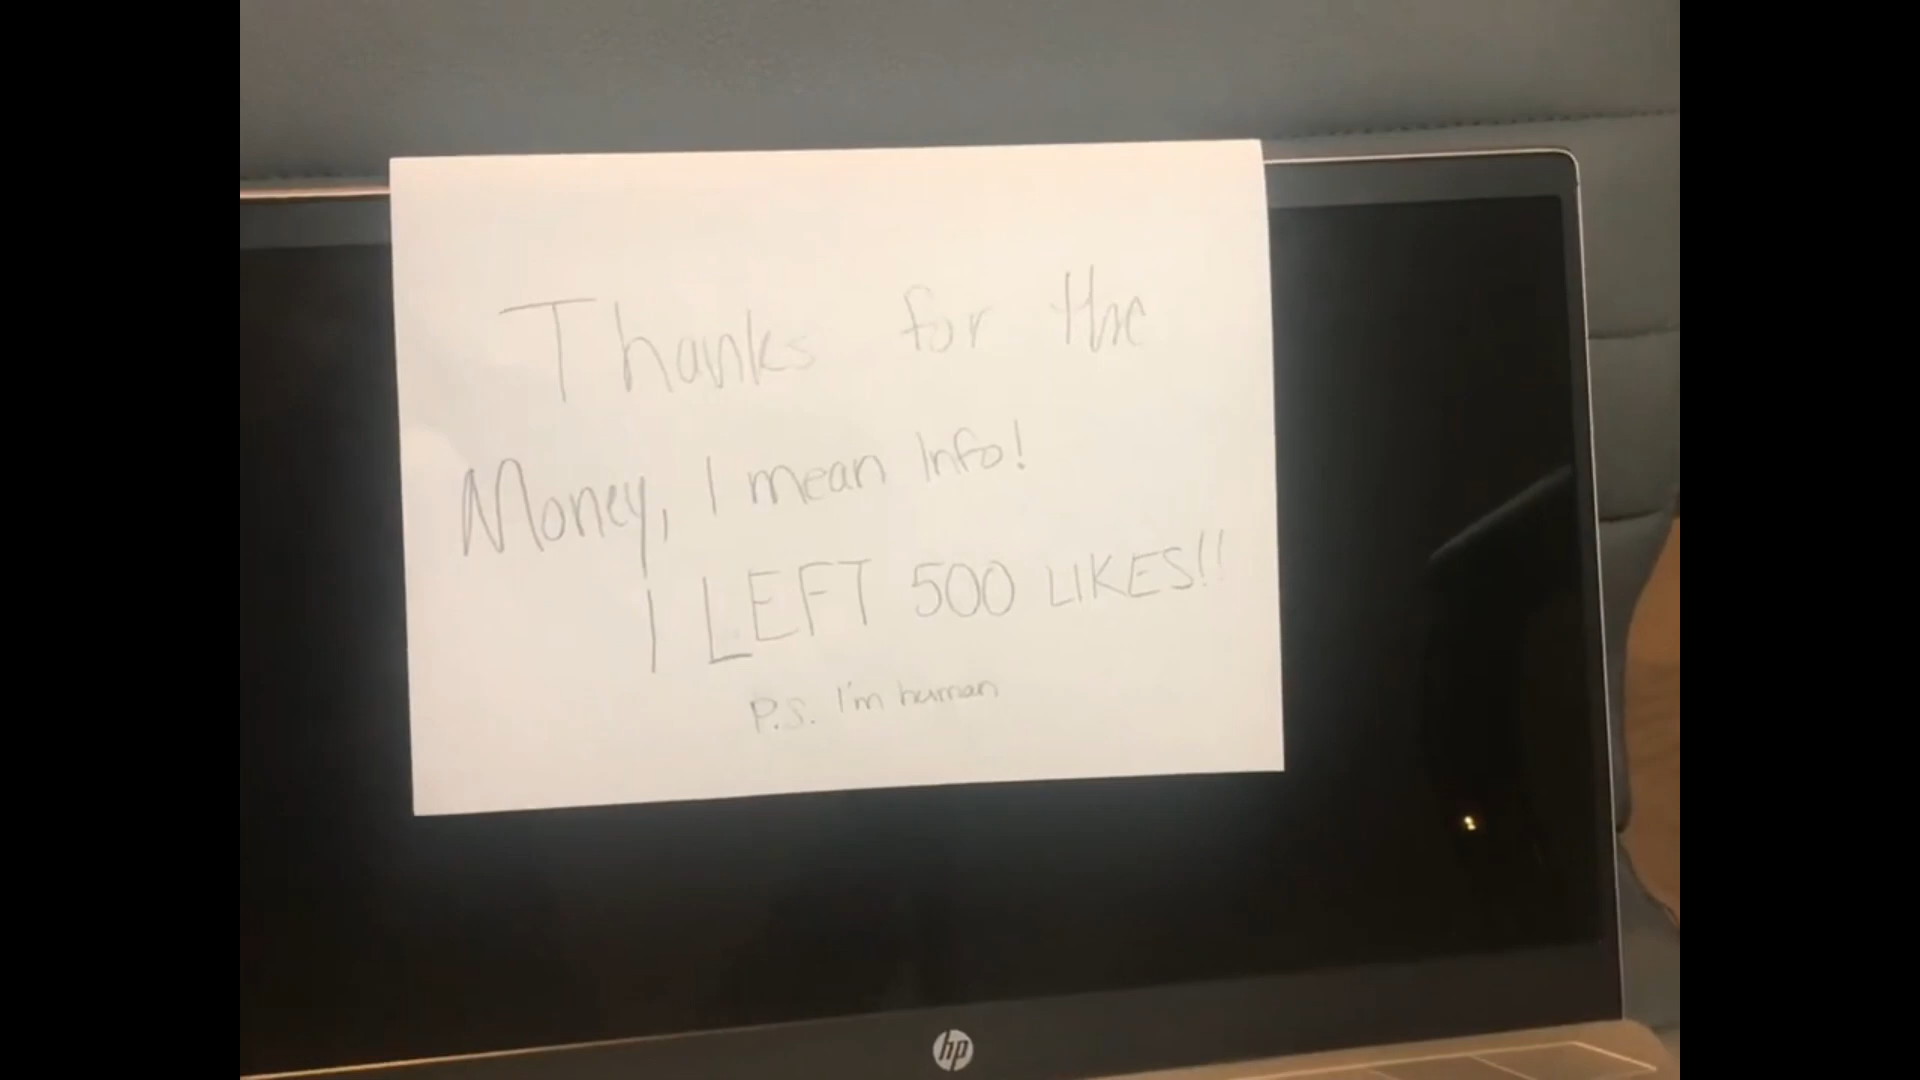 Thanks for the
Money, I mean Info!
I LEFT 500 LIKES!!
P.S. I'm human
hp